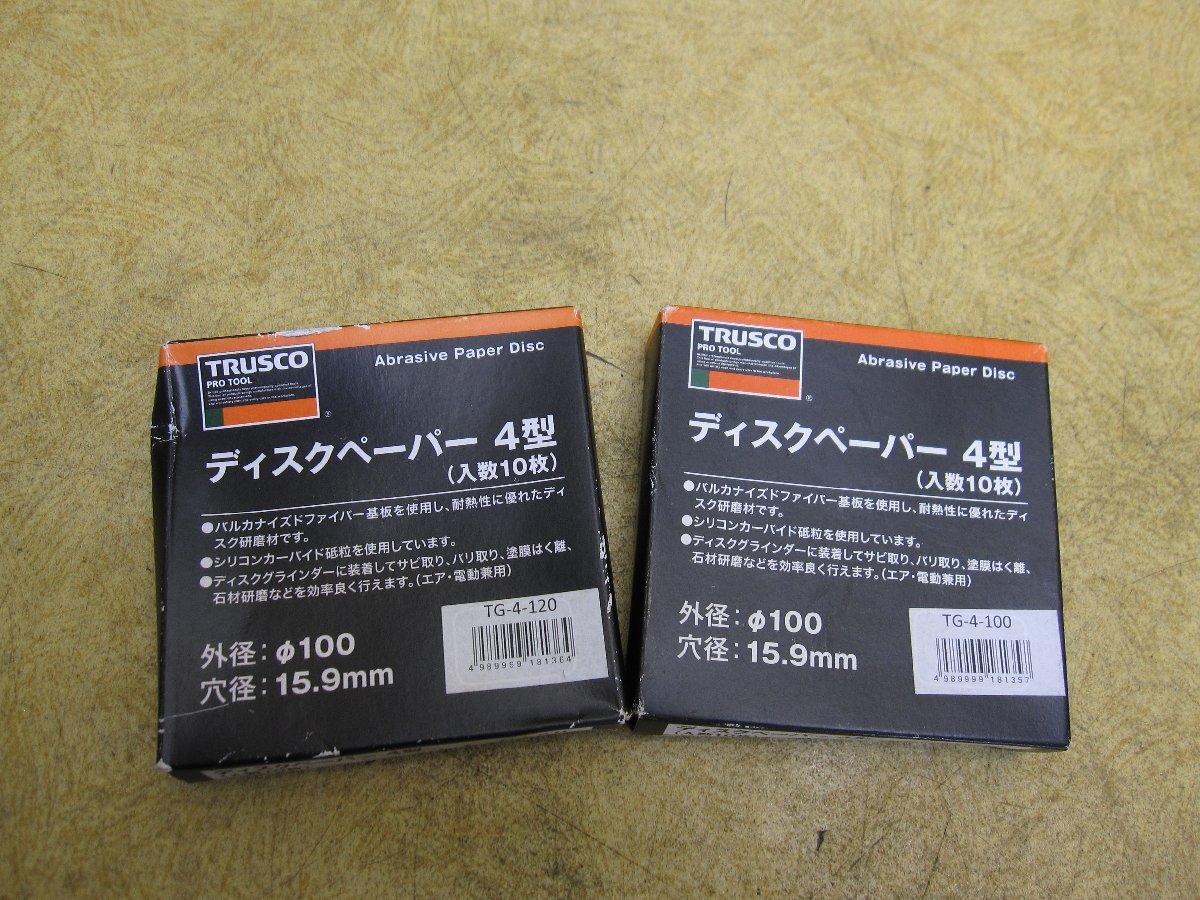 TRUSCO
PRO TOOL
®
Abrasive Paper Disc
ディスクペーパー 4型
(入数10枚)
●バルカナイズドファイバー基板を使用し、耐熱性に優れたディ
スク研磨材です。
●シリコンカーバイド砥粒を使用しています。
●ディスクグラインダーに装着してサビ取り、バリ取り、塗膜はく離、
石材研磨などを効率良く行えます。(エア・電動兼用)
外径:φ100
穴径:15.9mm
TG-4-120
4 989999 181364
TRUSCO
PRO TOOL
®
Abrasive Paper Disc
ディスクペーパー 4型
(入数10枚)
●バルカナイズドファイバー基板を使用し、耐熱性に優れたディ
スク研磨材です。
●シリコンカーバイド砥粒を使用しています。
●ディスクグラインダーに装着してサビ取り、バリ取り、塗膜はく離、
石材研磨などを効率良く行えます。(エア・電動兼用)
外径:φ100
穴径:15.9mm
TG-4-100
4 989999 181357